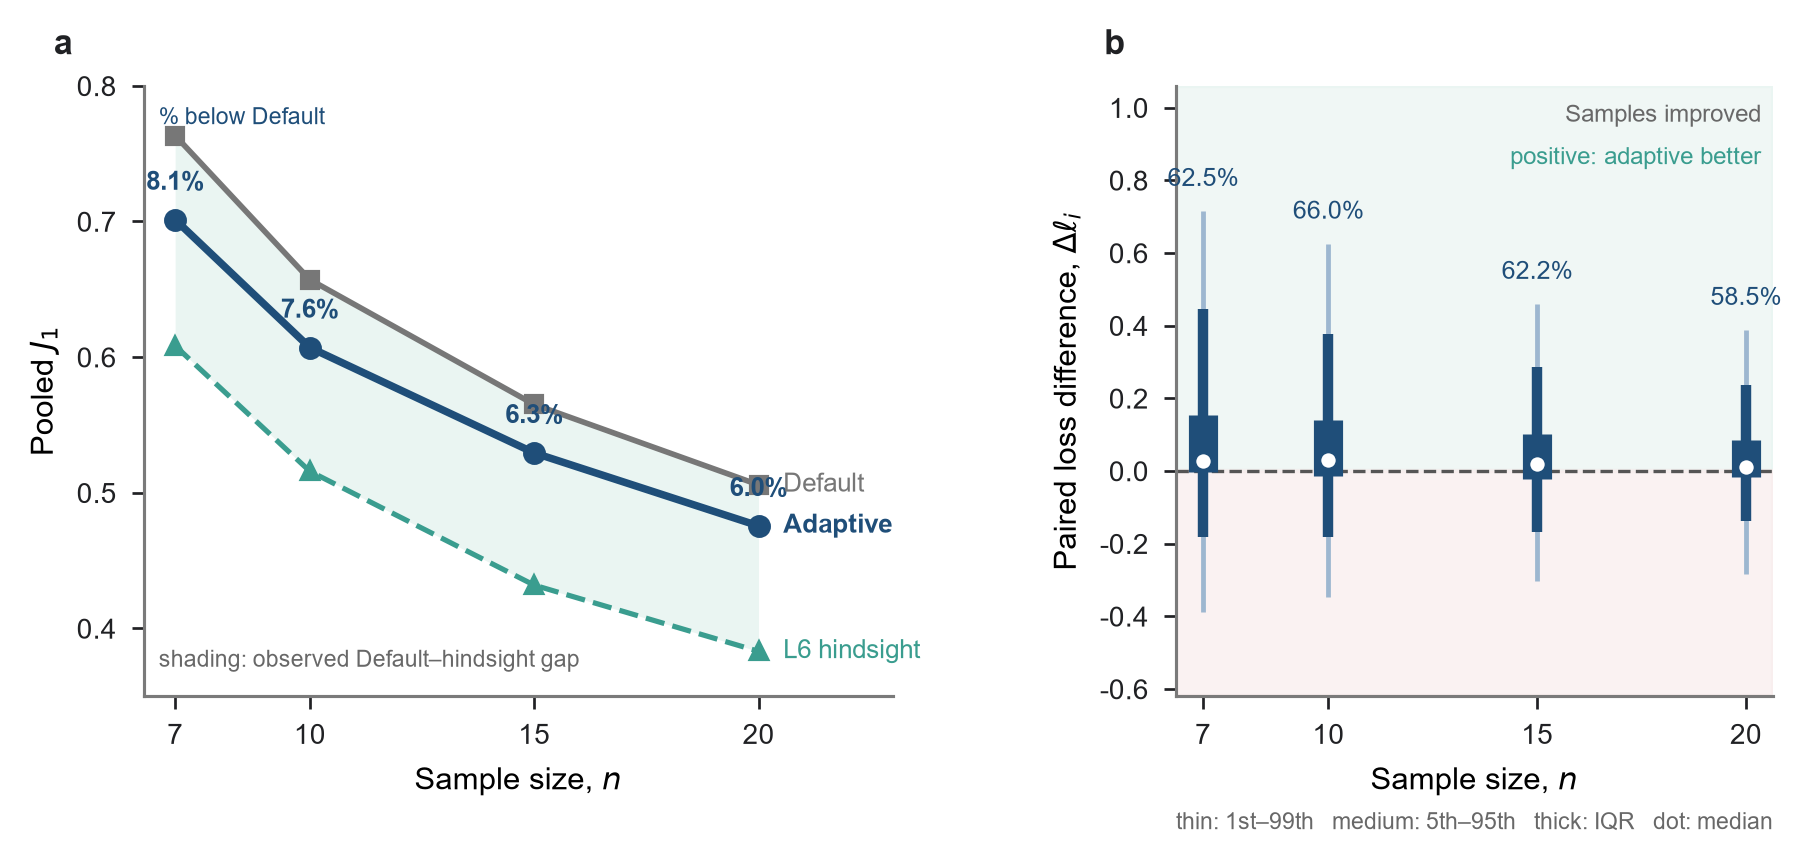 a
% below Default
0.8
0.7
0.6
0.5
0.4
Pooled J1
8.1%
7.6%
6.3%
6.0%
Default
Adaptive
L6 hindsight
shading: observed Default–hindsight gap
7 10 15 20
Sample size, n
b
1.0
0.8
0.6
0.4
0.2
0.0
-0.2
-0.4
-0.6
Paired loss difference, Δℓi
Samples improved
positive: adaptive better
62.5%
66.0%
62.2%
58.5%
7 10 15 20
Sample size, n
thin: 1st–99th medium: 5th–95th thick: IQR dot: median